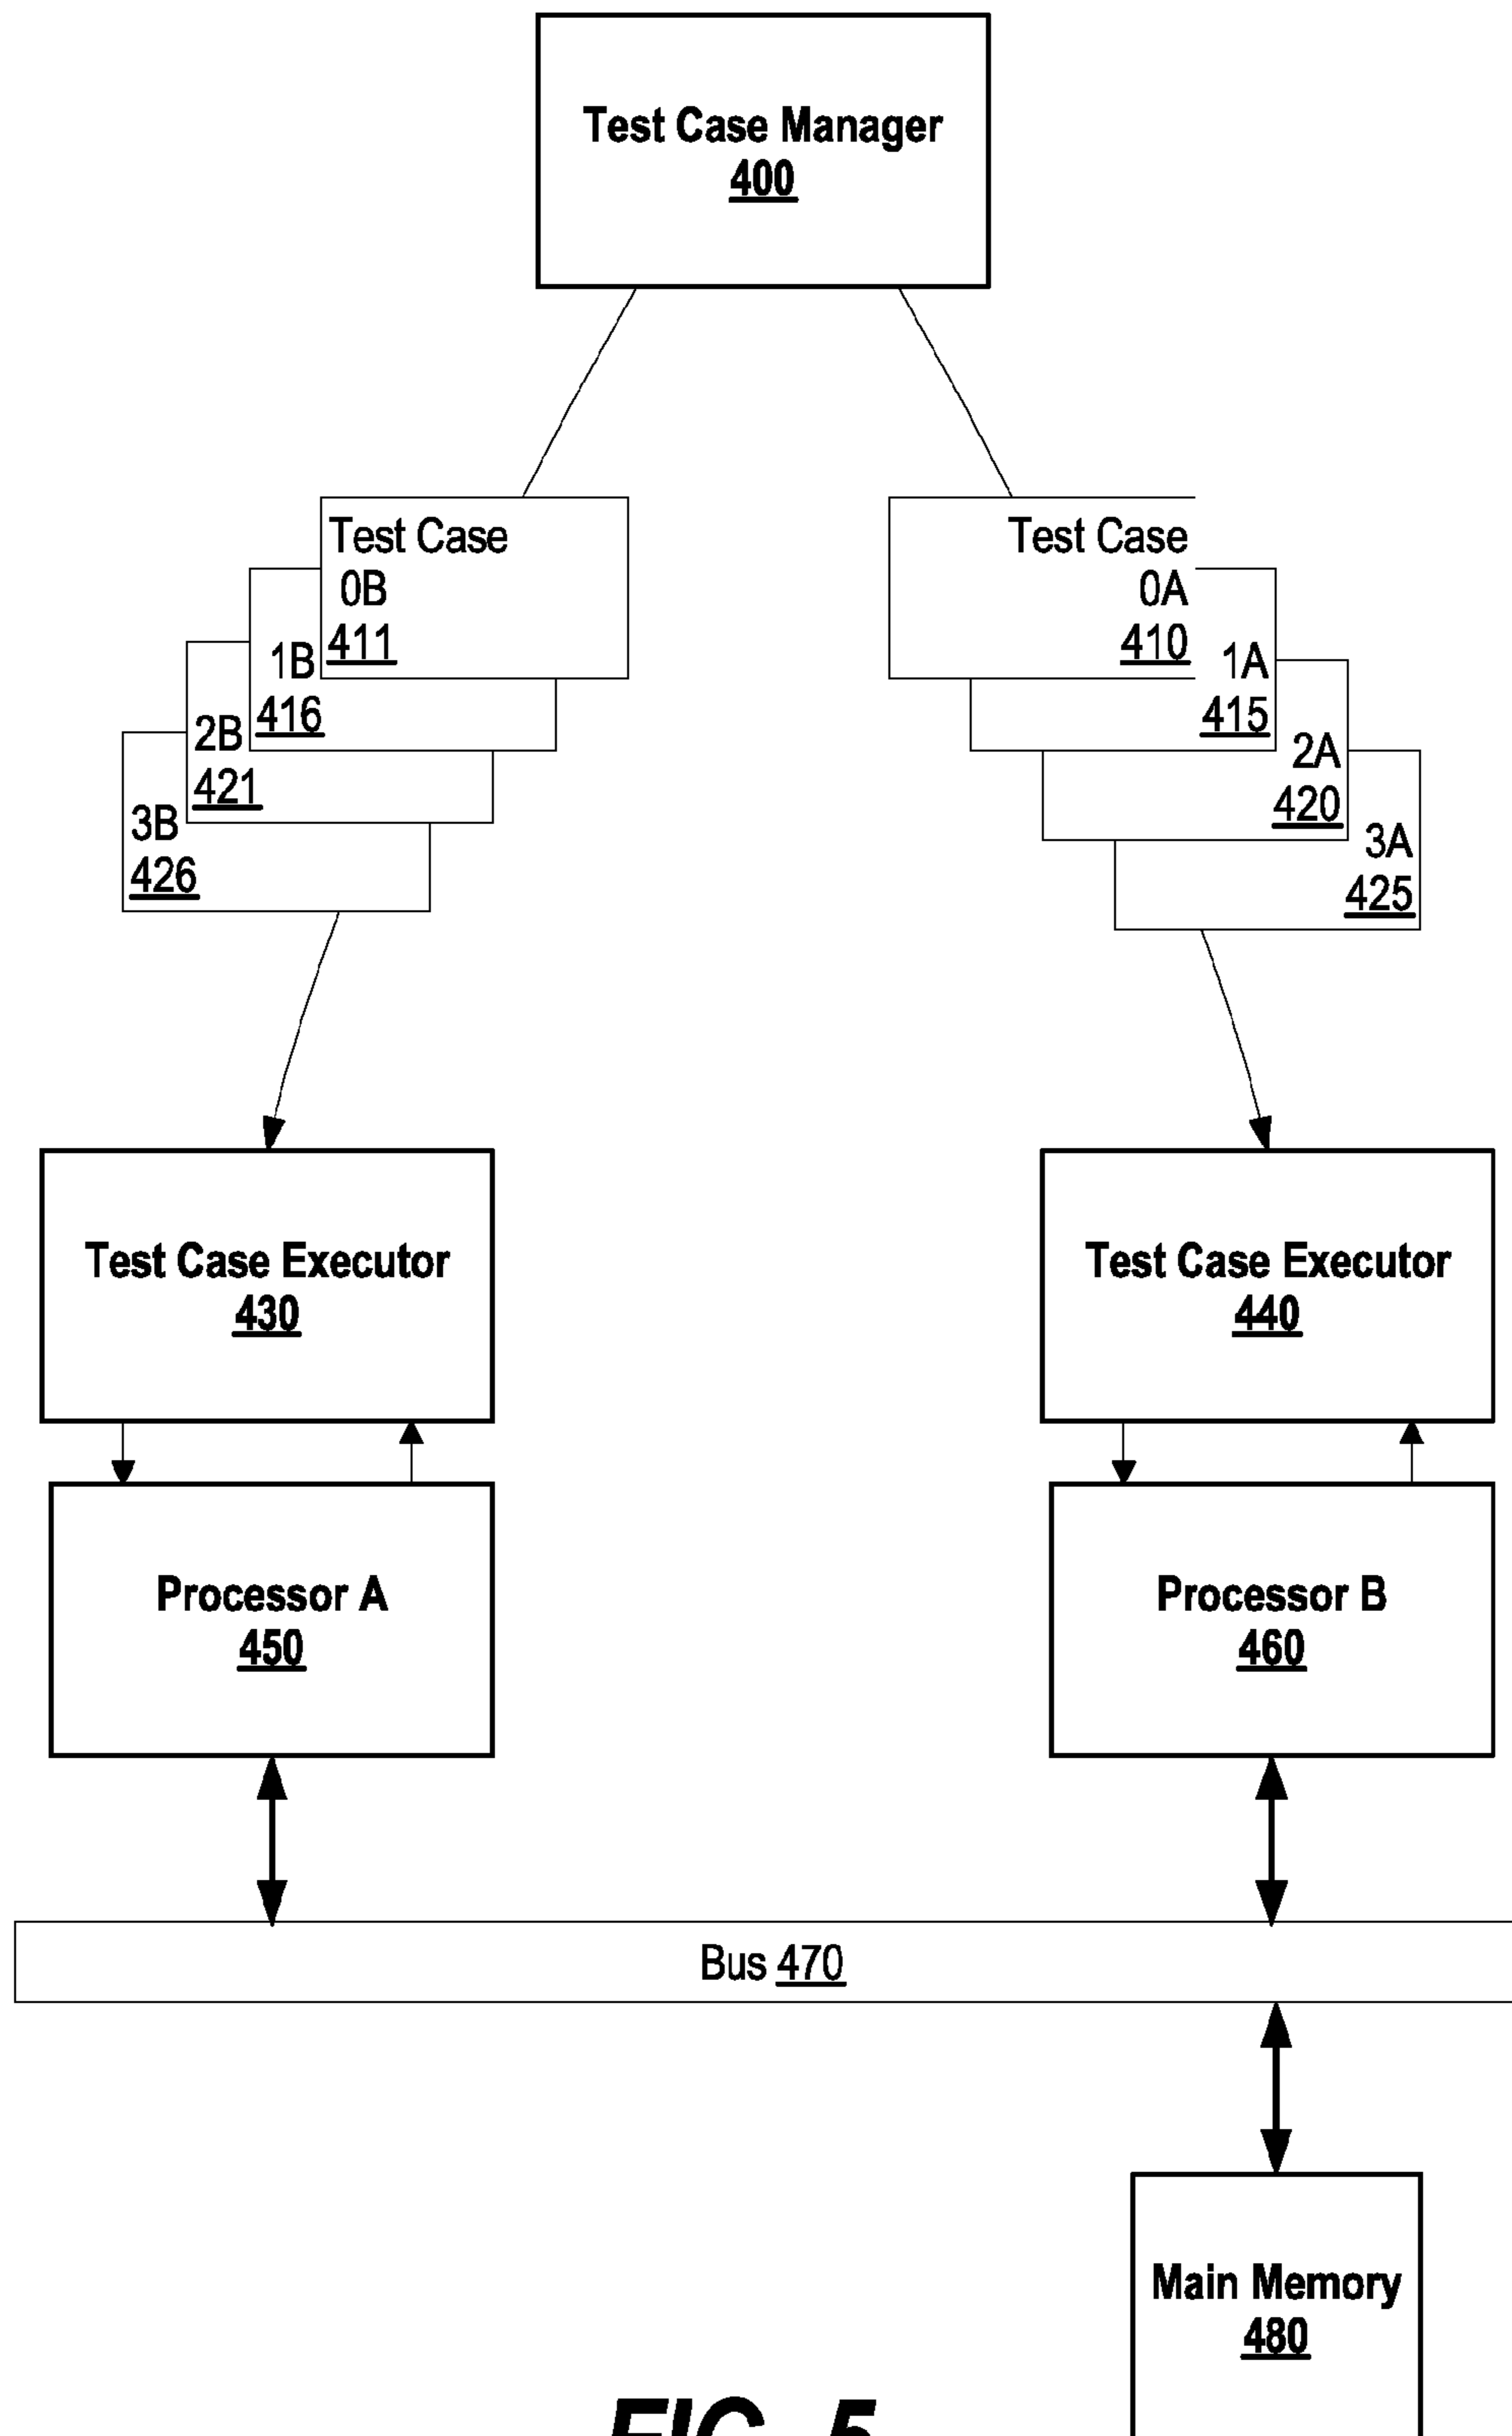 Test Case Manager
400
Test Case
0B
411
1B
416
2B
421
3B
426
Test Case
0A
410
1A
415
2A
420
3A
425
Test Case Executor
430
Test Case Executor
440
Processor A
450
Processor B
460
Bus 470
Main Memory
480
FIG. 5